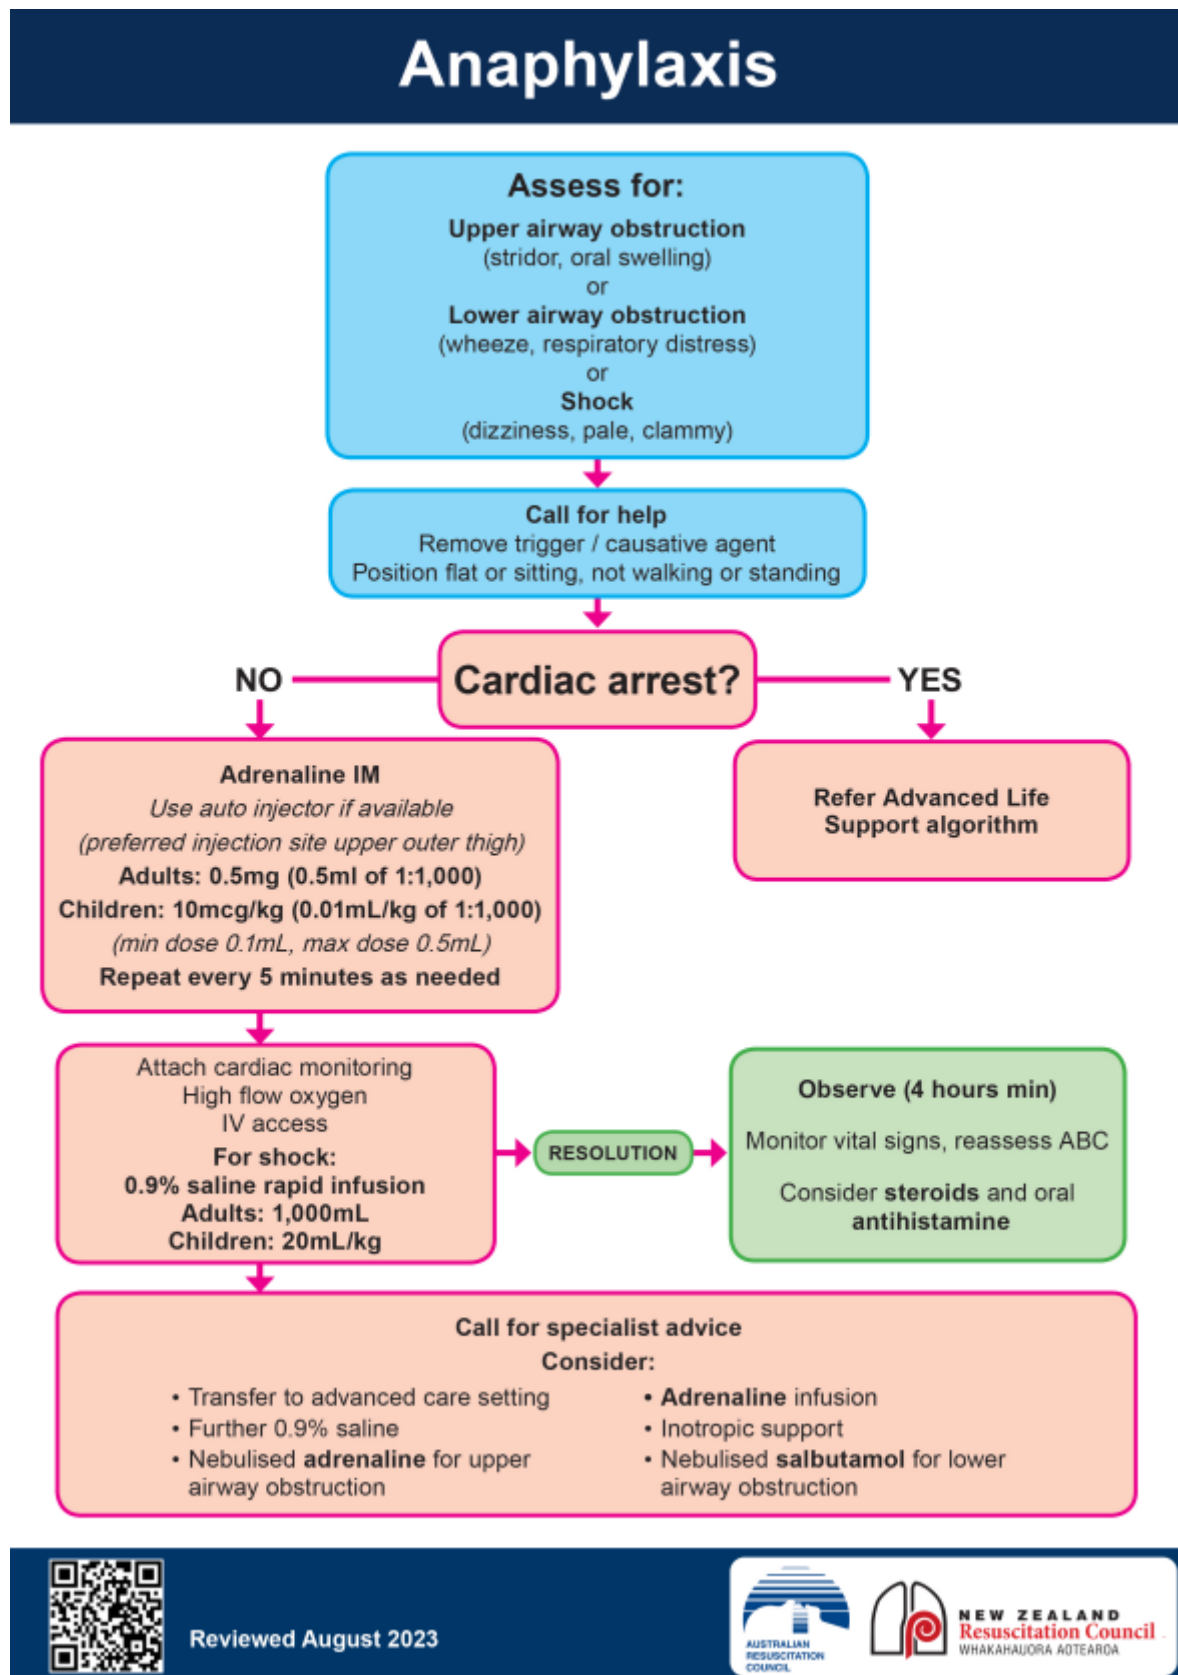 Anaphylaxis
Assess for:
Upper airway obstruction
(stridor, oral swelling)
or
Lower airway obstruction
(wheeze, respiratory distress)
or
Shock
(dizziness, pale, clammy)
Call for help
Remove trigger / causative agent
Position flat or sitting, not walking or standing
Cardiac arrest?
NO
YES
Adrenaline IM
Use auto injector if available
(preferred injection site upper outer thigh)
Adults: 0.5mg (0.5ml of 1:1,000)
Children: 10mcg/kg (0.01mL/kg of 1:1,000)
(min dose 0.1mL, max dose 0.5mL)
Repeat every 5 minutes as needed
Refer Advanced Life
Support algorithm
Attach cardiac monitoring
High flow oxygen
IV access
For shock:
0.9% saline rapid infusion
Adults: 1,000mL
Children: 20mL/kg
RESOLUTION
Observe (4 hours min)
Monitor vital signs, reassess ABC
Consider steroids and oral
antihistamine
Call for specialist advice
Consider:
• Transfer to advanced care setting
• Further 0.9% saline
• Nebulised adrenaline for upper
airway obstruction
• Adrenaline infusion
• Inotropic support
• Nebulised salbutamol for lower
airway obstruction
Reviewed August 2023
AUSTRALIAN
RESUSCITATION
COUNCIL
NEW ZEALAND
Resuscitation Council
WHAKAHAUORA AOTEAROA